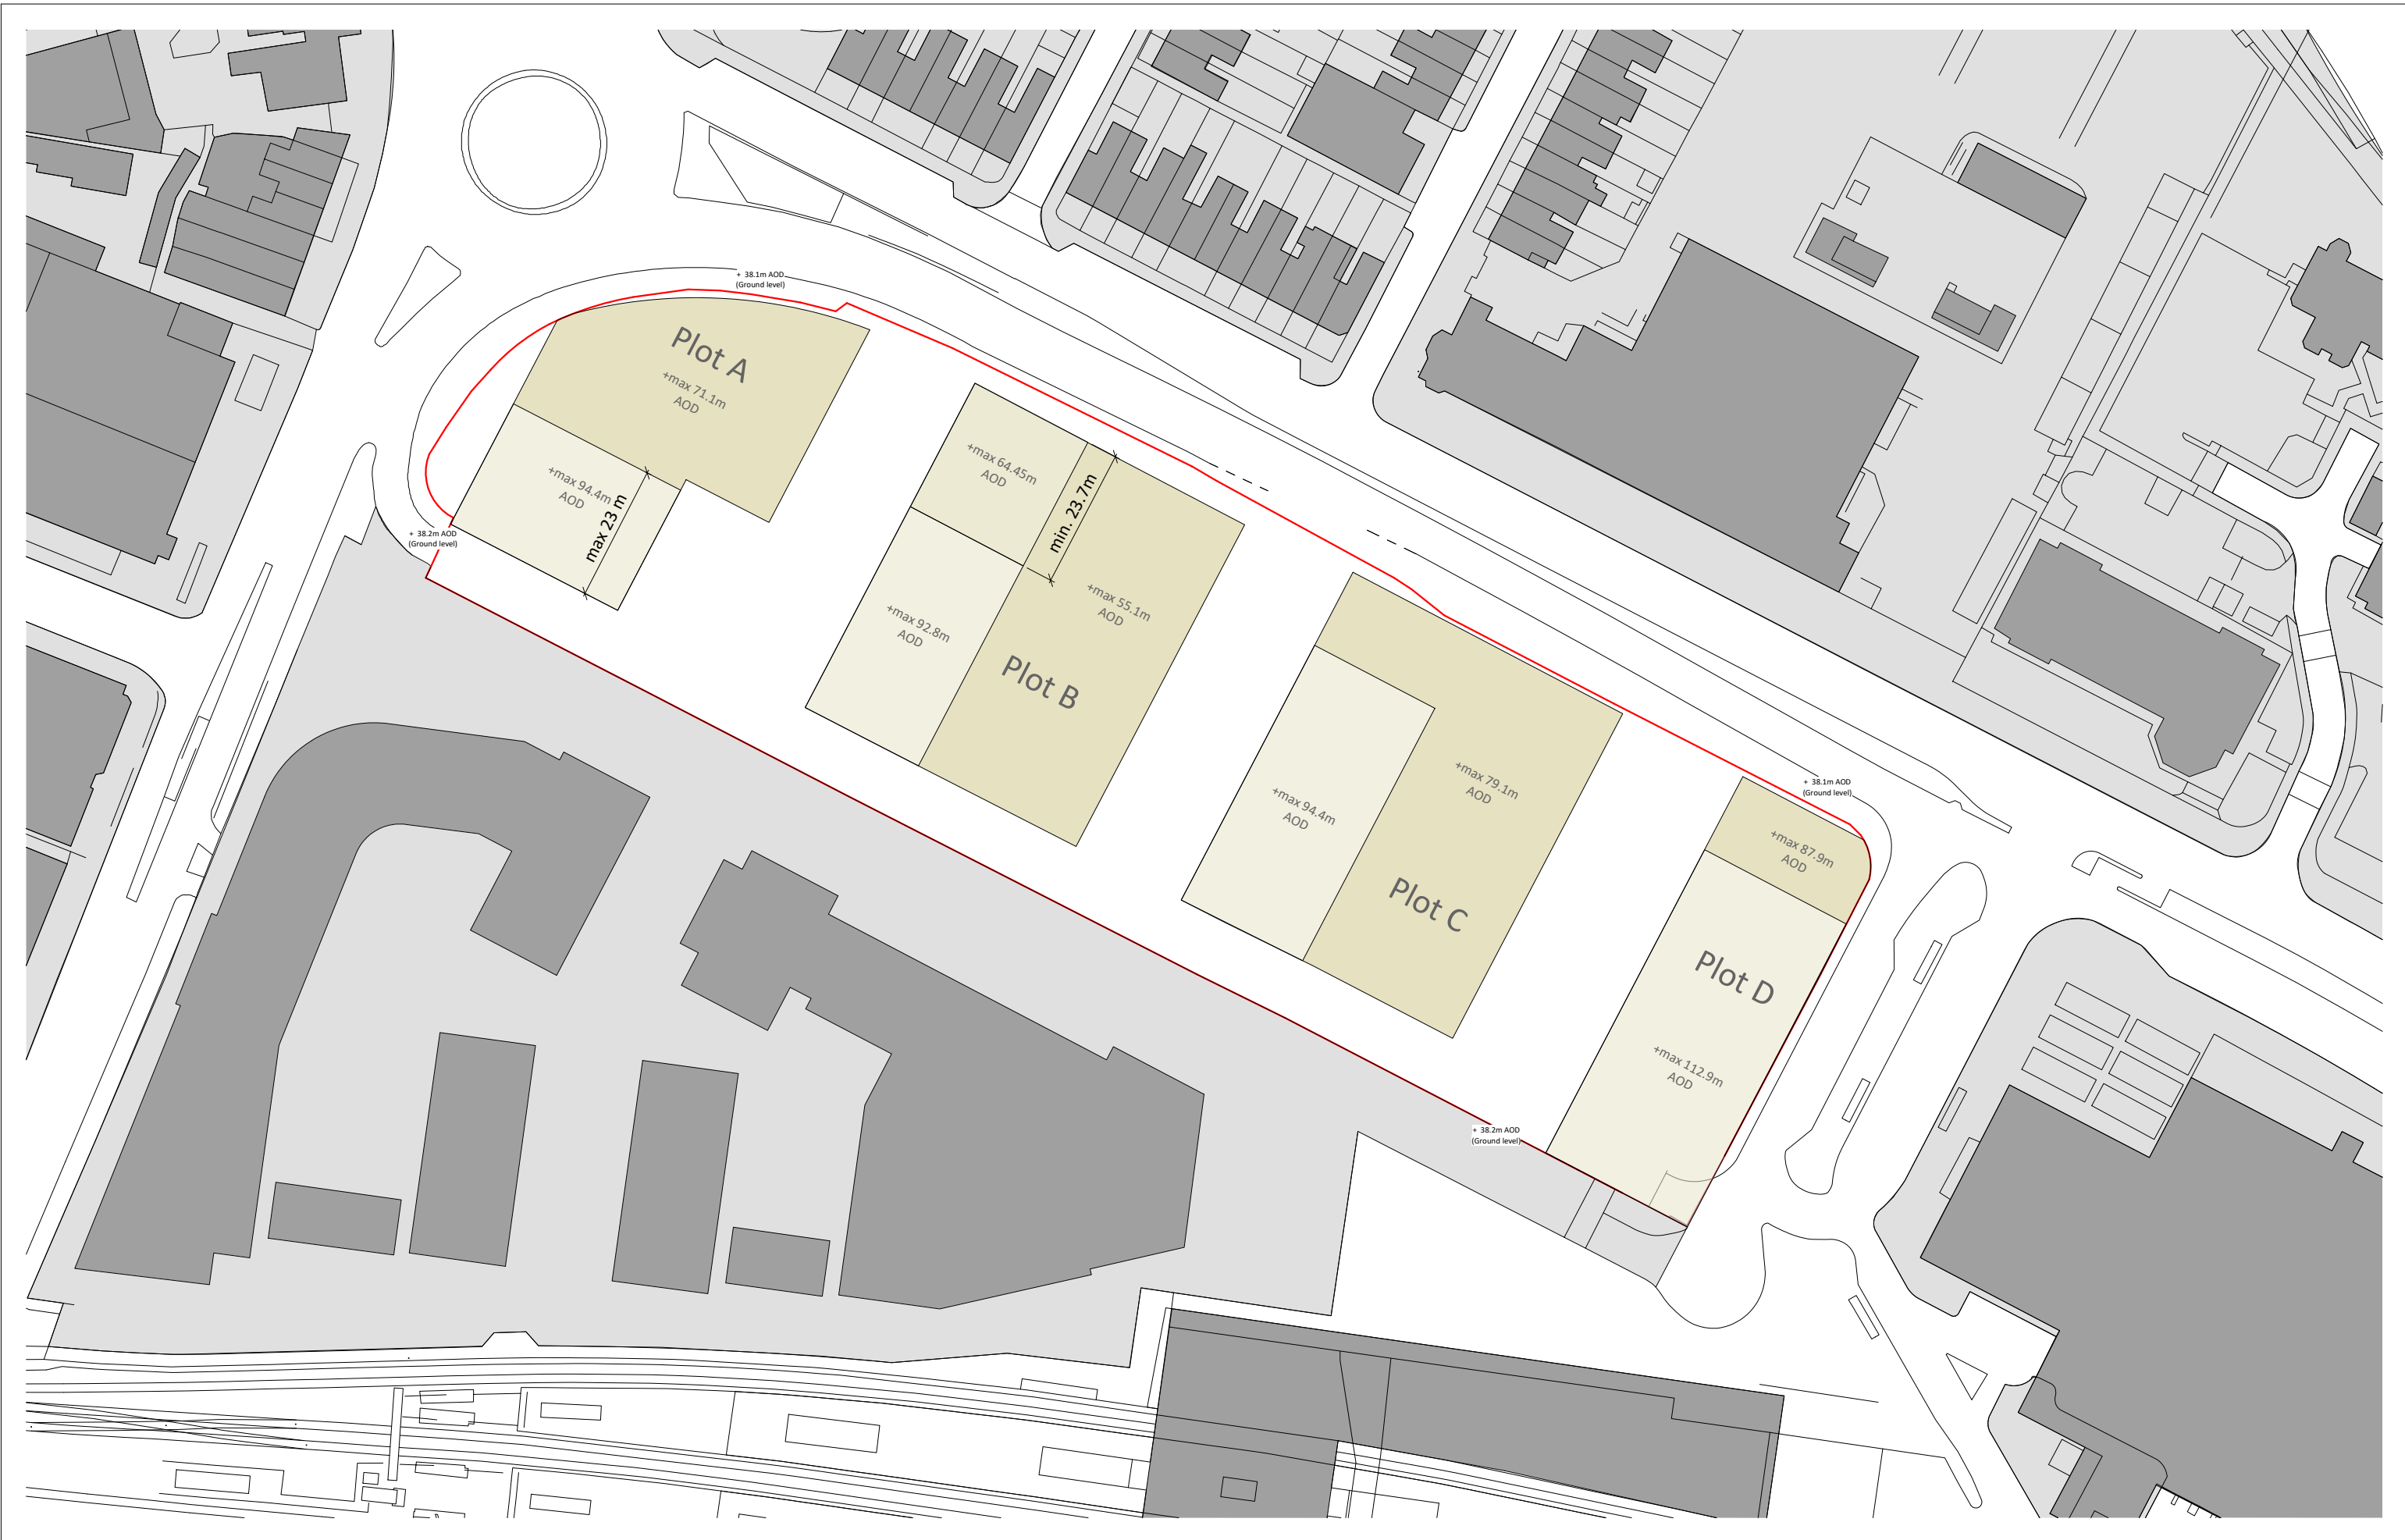 + 38.1m AOD
(Ground level)
Plot A
+max 71.1m
AOD
+max 94.4m
AOD
max 23 m
+ 38.2m AOD
(Ground level)
+max 64.45m
AOD
min. 23.7m
+max 55.1m
AOD
+max 92.8m
AOD
Plot B
+max 79.1m
AOD
+max 94.4m
AOD
Plot C
+ 38.1m AOD
(Ground level)
+max 87.9m
AOD
Plot D
+max 112.9m
AOD
+ 38.2m AOD
(Ground level)